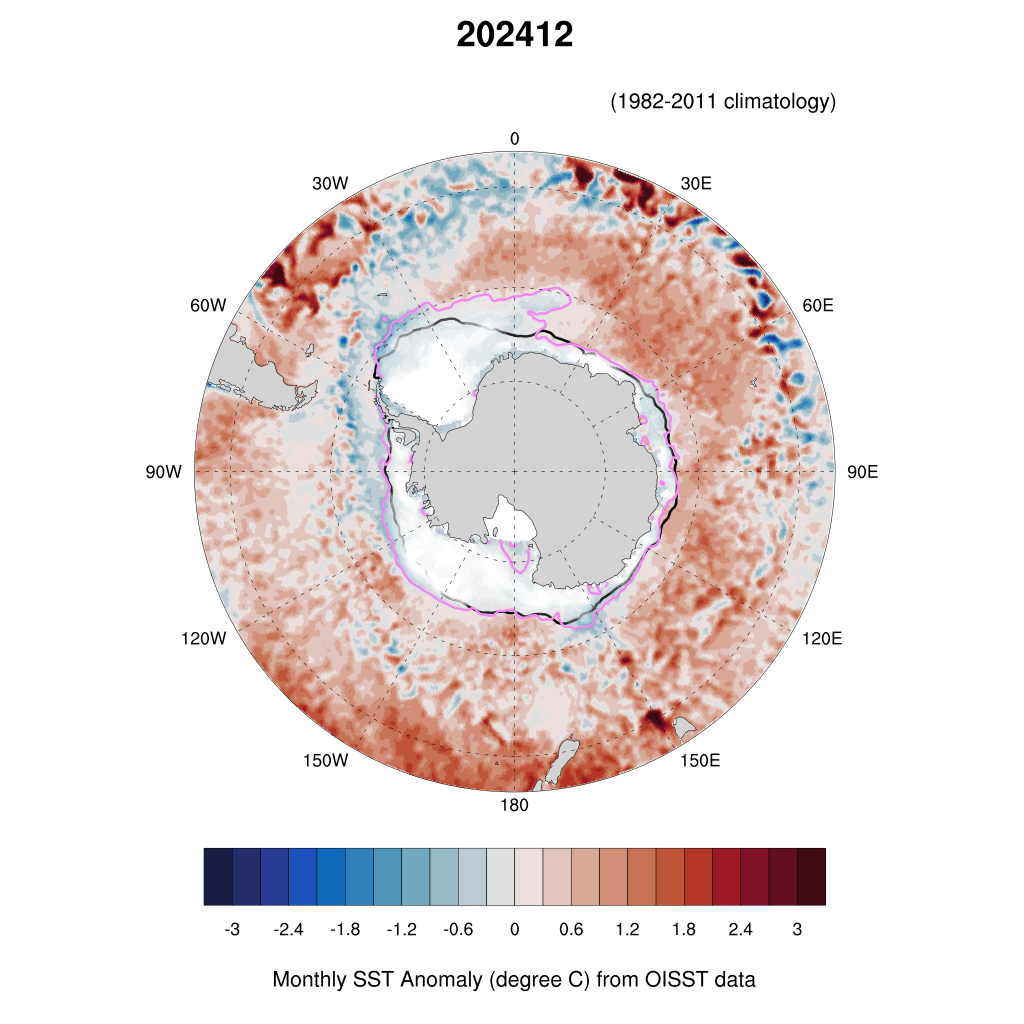 202412
(1982-2011 climatology)
0
30W
30E
60W
60E
90W
90E
120W
120E
150W
150E
180
-3 -2.4 -1.8 -1.2 -0.6 0 0.6 1.2 1.8 2.4 3
Monthly SST Anomaly (degree C) from OISST data